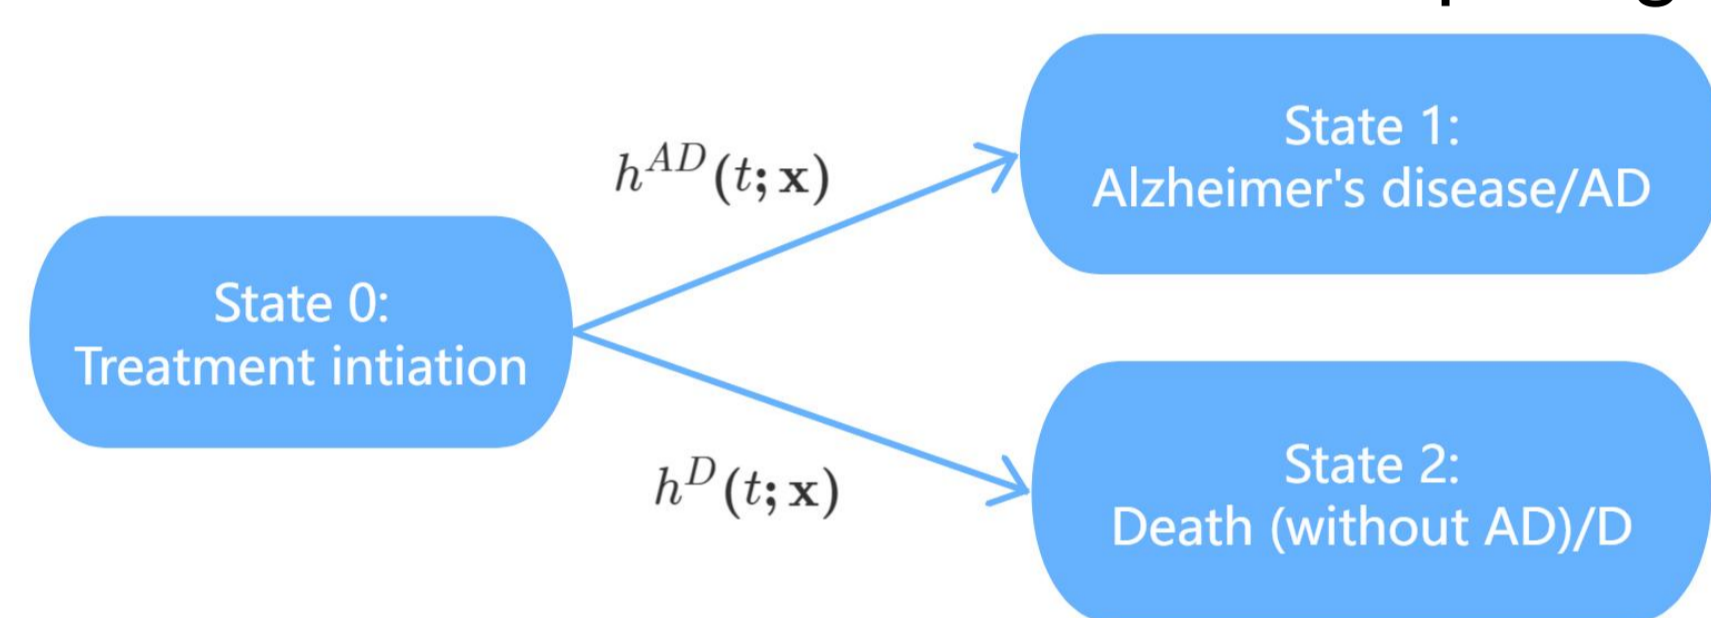 State 1:
Alzheimer's disease/AD
h^{AD}(t; x)
State 0:
Treatment intiation
h^{D}(t; x)
State 2:
Death (without AD)/D